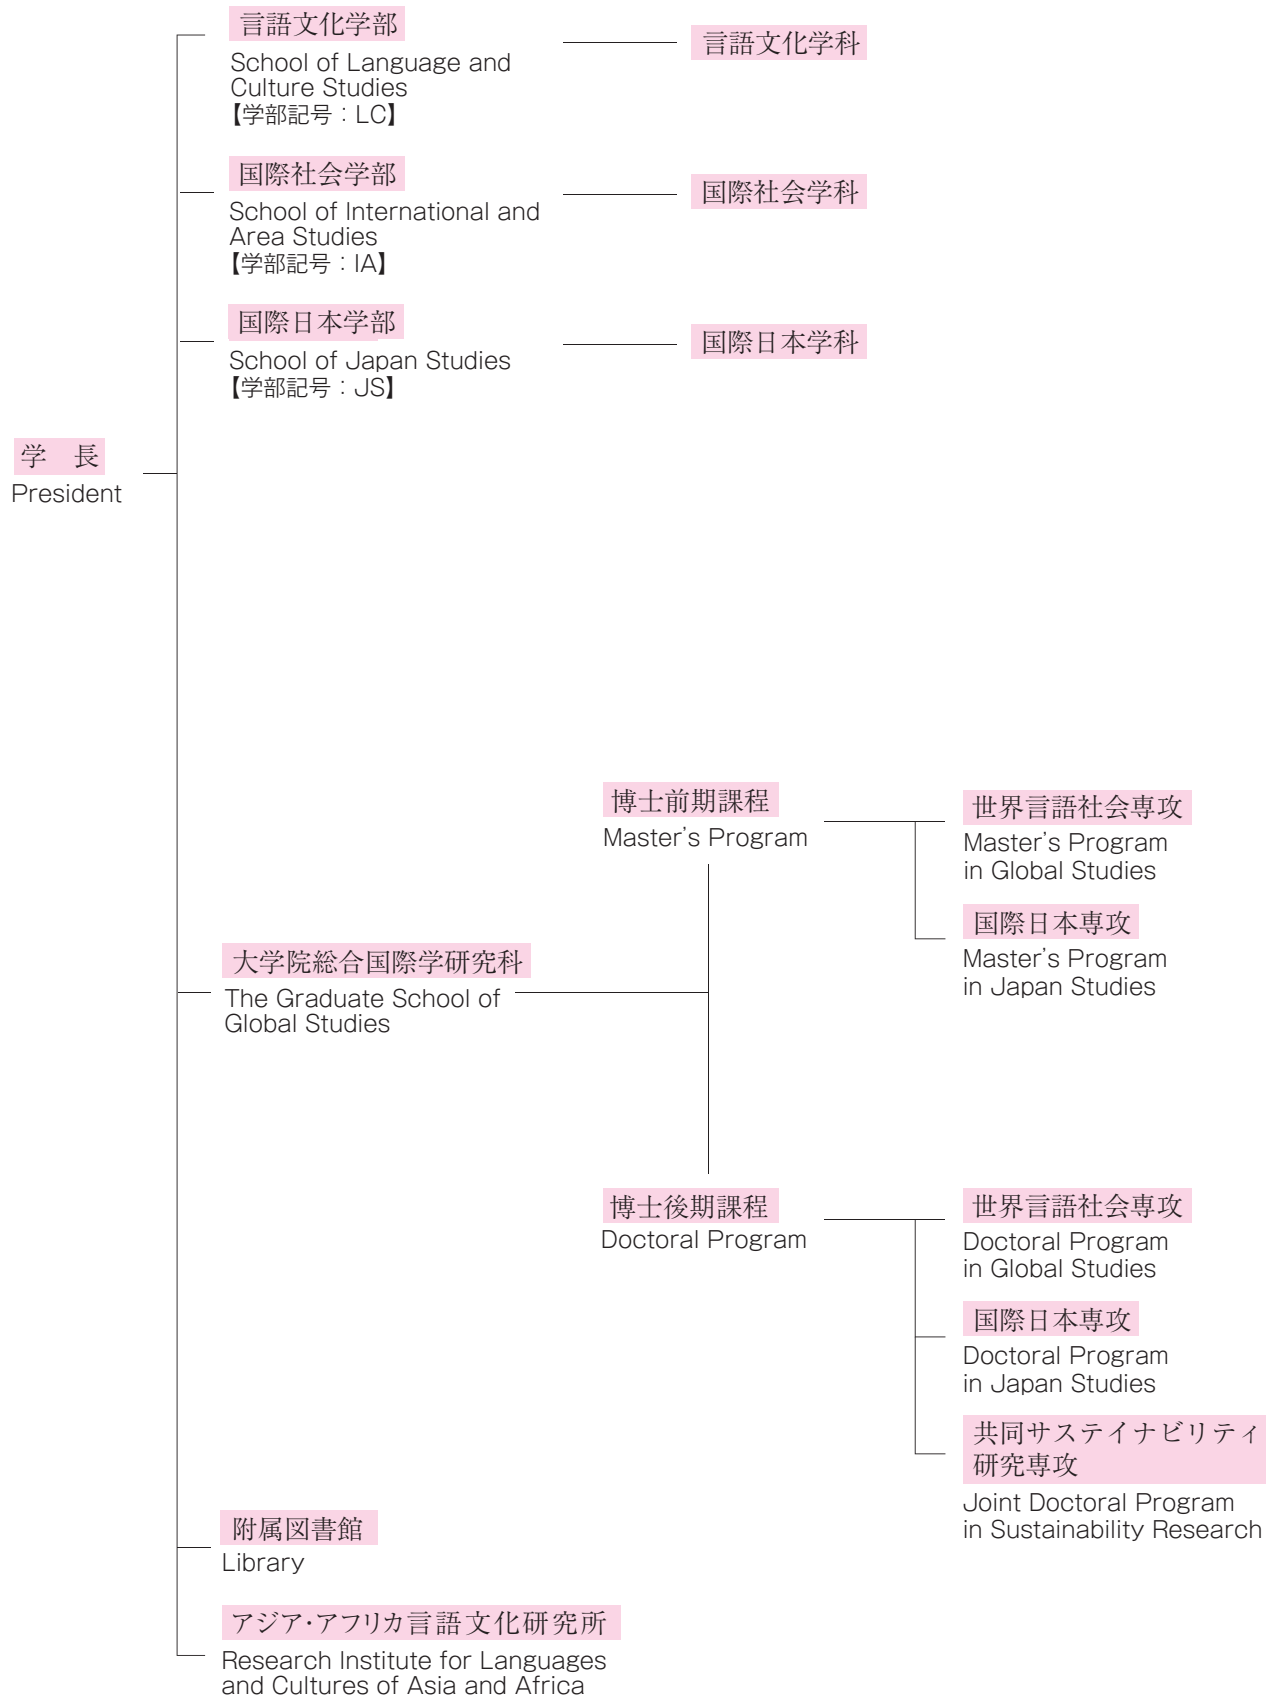 言語文化学部
School of Language and
Culture Studies
【学部記号：LC】
言語文化学科
国際社会学部
School of International and
Area Studies
【学部記号：IA】
国際社会学科
国際日本学部
School of Japan Studies
【学部記号：JS】
国際日本学科
学　長
President
大学院総合国際学研究科
The Graduate School of
Global Studies
博士前期課程
Master's Program
世界言語社会専攻
Master's Program
in Global Studies
国際日本専攻
Master's Program
in Japan Studies
博士後期課程
Doctoral Program
世界言語社会専攻
Doctoral Program
in Global Studies
国際日本専攻
Doctoral Program
in Japan Studies
共同サステイナビリティ
研究専攻
Joint Doctoral Program
in Sustainability Research
附属図書館
Library
アジア・アフリカ言語文化研究所
Research Institute for Languages
and Cultures of Asia and Africa